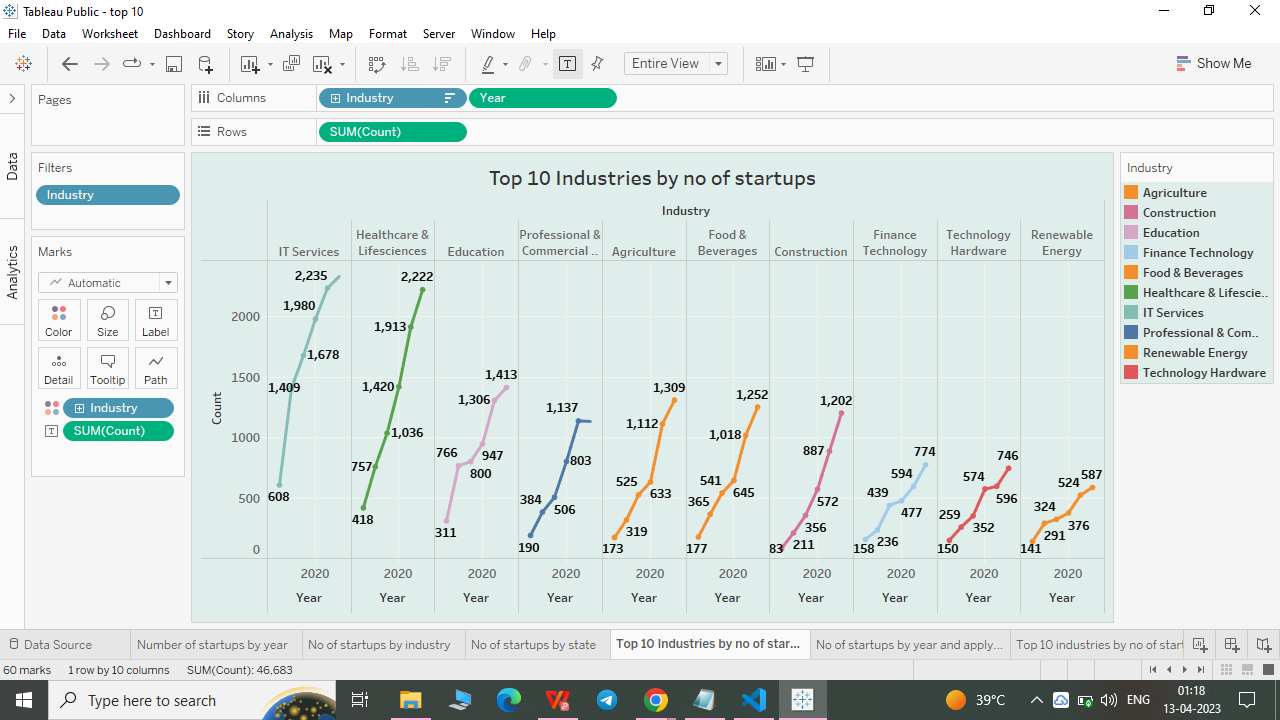 Tableau Public - top 10
File Data Worksheet Dashboard Story Analysis Map Format Server Window Help
Entire View
Show Me
Pages
Columns Industry Year
Rows SUM(Count)
Data
Analytics
Filters
Industry
Marks
Automatic
Color Size Label
Detail Tooltip Path
Industry
SUM(Count)
Top 10 Industries by no of startups
Industry
IT Services
Healthcare &
Lifesciences
Education
Professional &
Commercial ..
Agriculture
Food &
Beverages
Construction
Finance
Technology
Technology
Hardware
Renewable
Energy
Count
2000
1500
1000
500
0
2,235
1,980
1,678
1,409
608
2,222
1,913
1,420
1,036
757
418
1,413
1,306
947
800
766
311
1,137
803
506
384
190
1,309
1,112
633
525
319
173
1,252
1,018
645
541
365
177
1,202
887
572
356
211
83
774
594
477
439
236
158
746
596
574
352
259
150
587
524
376
324
291
141
2020 2020 2020 2020 2020 2020 2020 2020 2020 2020
Year Year Year Year Year Year Year Year Year Year
Industry
Agriculture
Construction
Education
Finance Technology
Food & Beverages
Healthcare & Lifescie..
IT Services
Professional & Com..
Renewable Energy
Technology Hardware
Data Source Number of startups by year No of startups by industry No of startups by state Top 10 Industries by no of star... No of startups by year and apply... Top 10 industries by no of start
60 marks 1 row by 10 columns SUM(Count): 46,683
Type here to search
39°C
ENG
01:18
13-04-2023